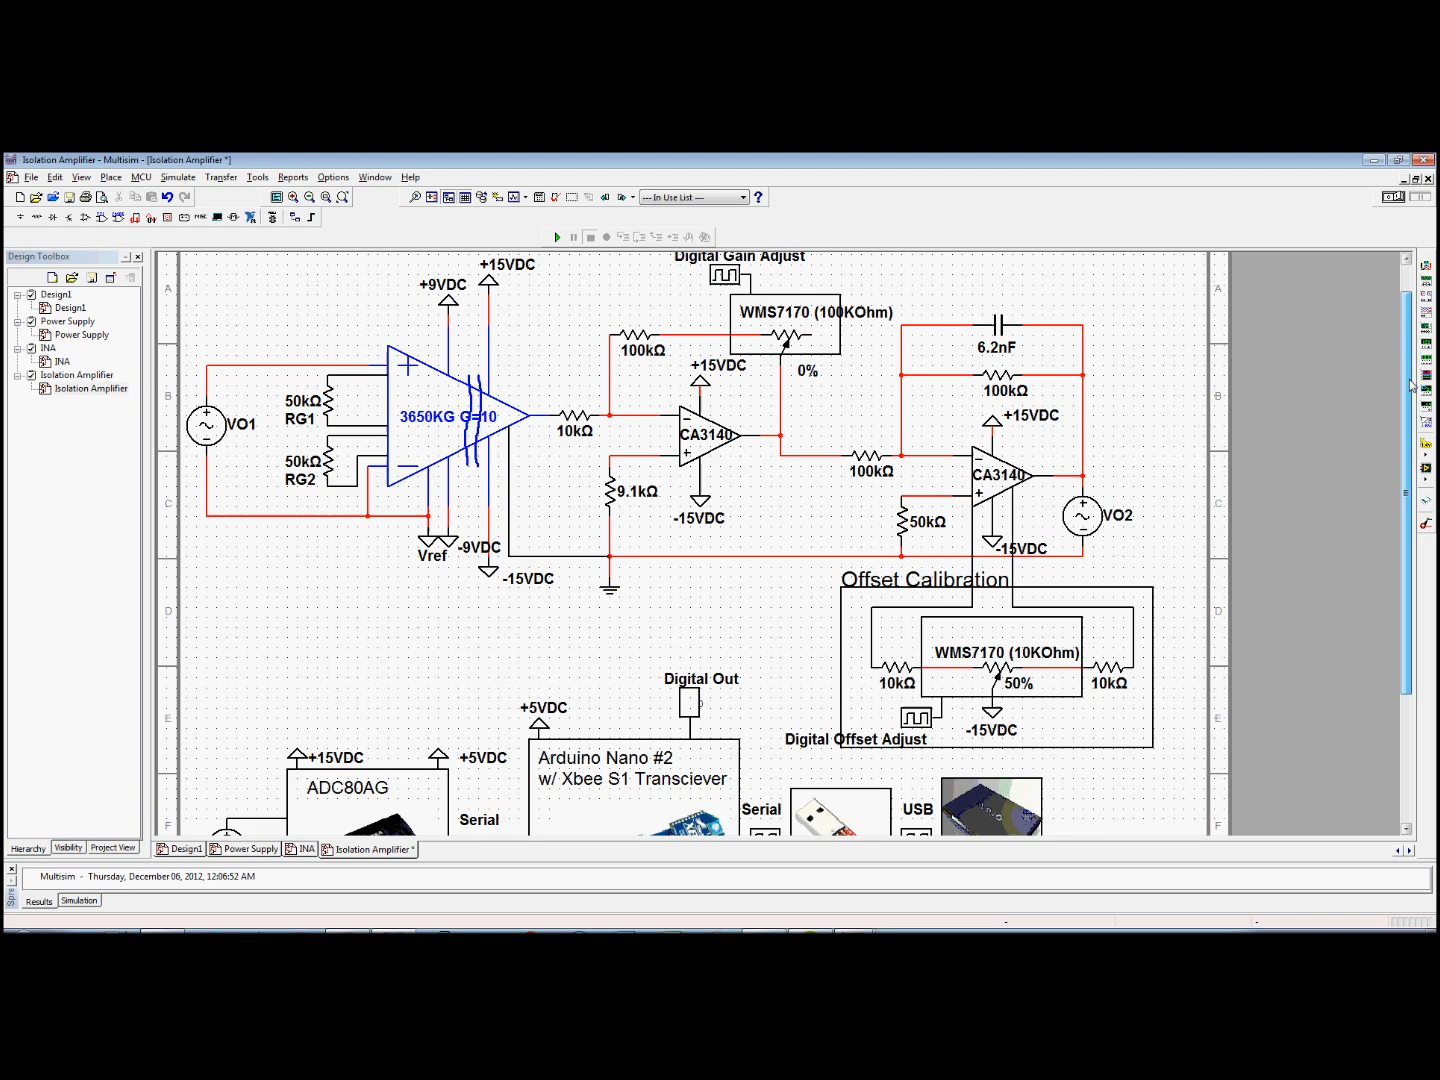 Isolation Amplifier - Multisim - [Isolation Amplifier *]
File Edit View Place MCU Simulate Transfer Tools Reports Options Window Help
--- In Use List ---
Design Toolbox
Design1
Design1
Power Supply
Power Supply
INA
INA
Isolation Amplifier
Isolation Amplifier
Hierarchy Visibility Project View
A
B
C
D
E
F
A
B
C
D
E
F
+15VDC
+9VDC
Digital Gain Adjust
WMS7170 (100KOhm)
100kΩ
0%
+15VDC
6.2nF
100kΩ
+15VDC
VO1
50kΩ
RG1
50kΩ
RG2
3650KG G=10
10kΩ
CA3140
9.1kΩ
-15VDC
100kΩ
CA3140
50kΩ
VO2
-15VDC
Vref
-9VDC
-15VDC
Offset Calibration
WMS7170 (10KOhm)
10kΩ
50%
10kΩ
-15VDC
Digital Offset Adjust
Digital Out
+5VDC
+15VDC
+5VDC
ADC80AG
Serial
Arduino Nano #2
w/ Xbee S1 Transciever
Serial
USB
Design1 Power Supply INA Isolation Amplifier *
Multisim - Thursday, December 06, 2012, 12:06:52 AM
Results Simulation